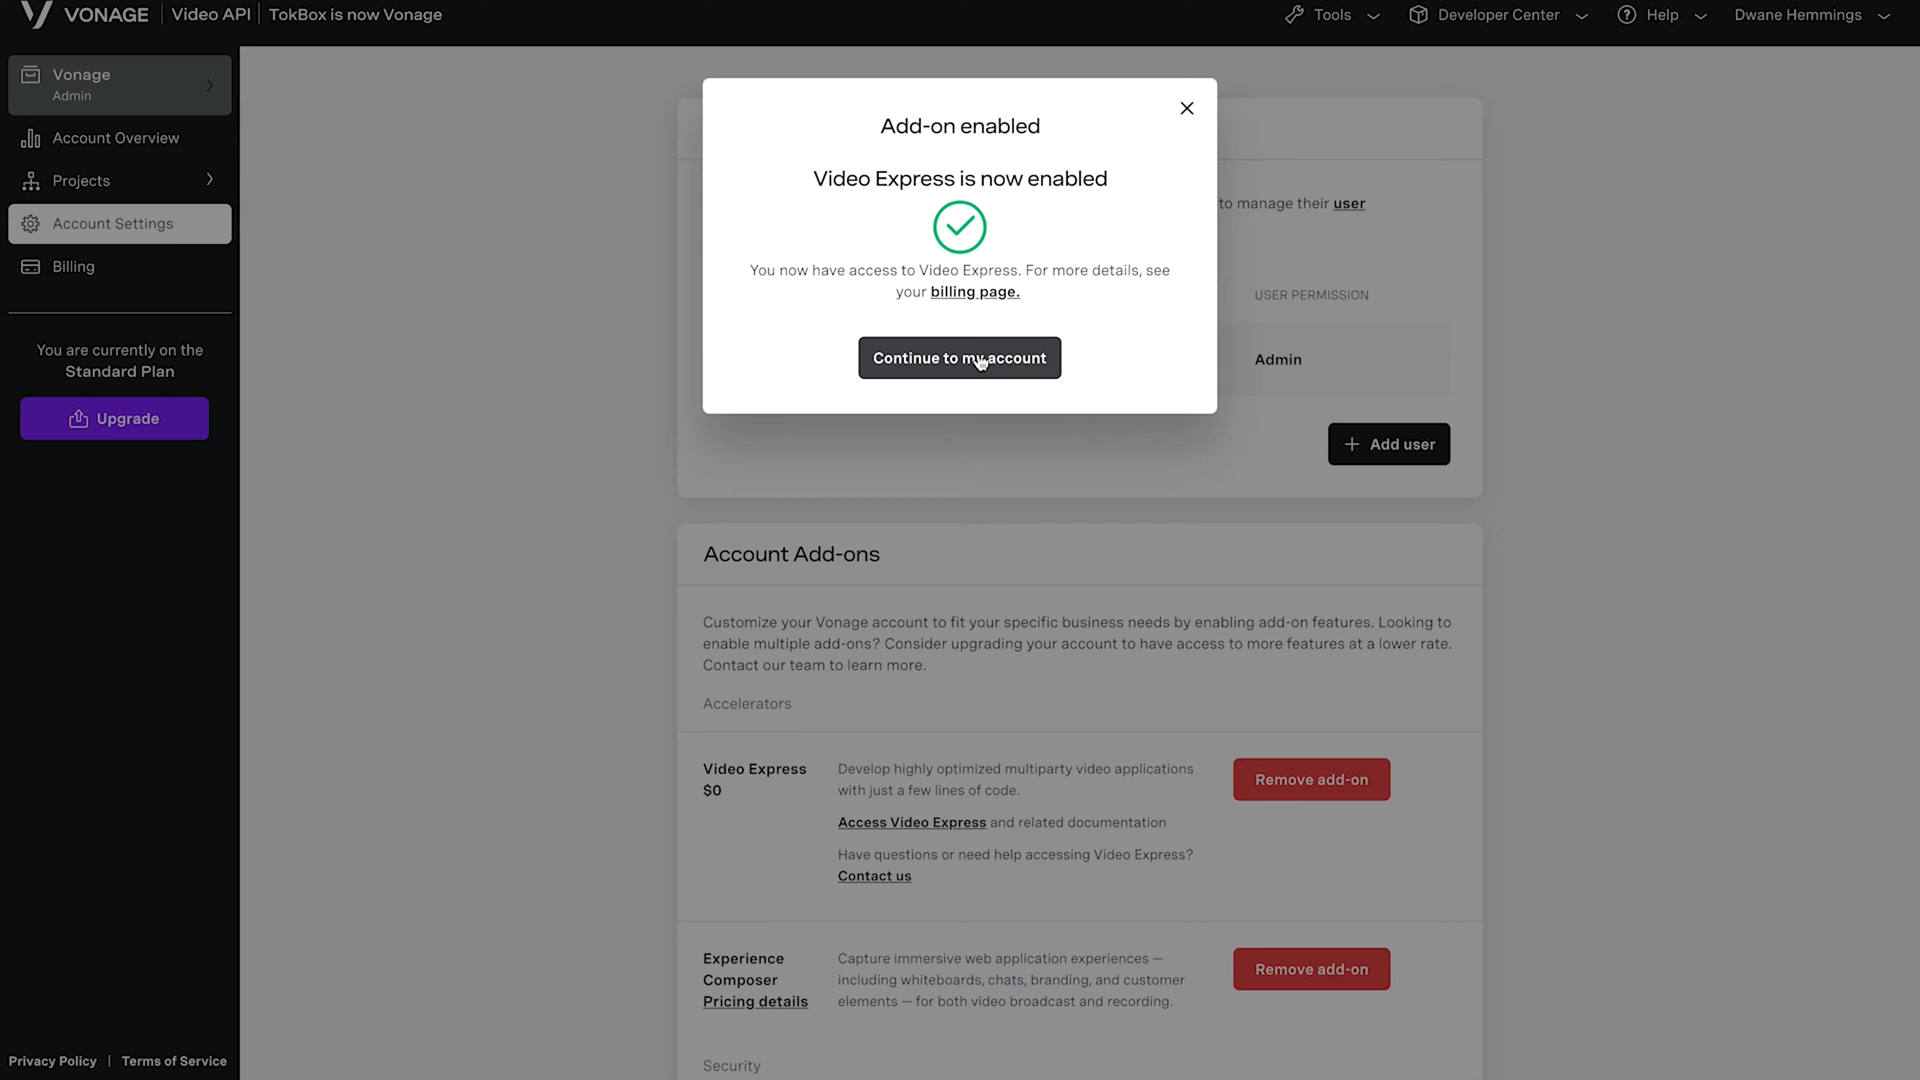 VONAGE | Video API | TokBox is now Vonage
Tools
Developer Center
Help
Dwane Hemmings
Vonage
Admin
Account Overview
Projects
Account Settings
Billing
You are currently on the
Standard Plan
Upgrade
Privacy Policy | Terms of Service
Add-on enabled
Video Express is now enabled
You now have access to Video Express. For more details, see
your billing page.
Continue to my account
to manage their user
USER PERMISSION
Admin
+ Add user
Account Add-ons
Customize your Vonage account to fit your specific business needs by enabling add-on features. Looking to
enable multiple add-ons? Consider upgrading your account to have access to more features at a lower rate.
Contact our team to learn more.
Accelerators
Video Express
$0
Develop highly optimized multiparty video applications
with just a few lines of code.
Access Video Express and related documentation
Have questions or need help accessing Video Express?
Contact us
Remove add-on
Experience
Composer
Pricing details
Capture immersive web application experiences —
including whiteboards, chats, branding, and customer
elements — for both video broadcast and recording.
Remove add-on
Security